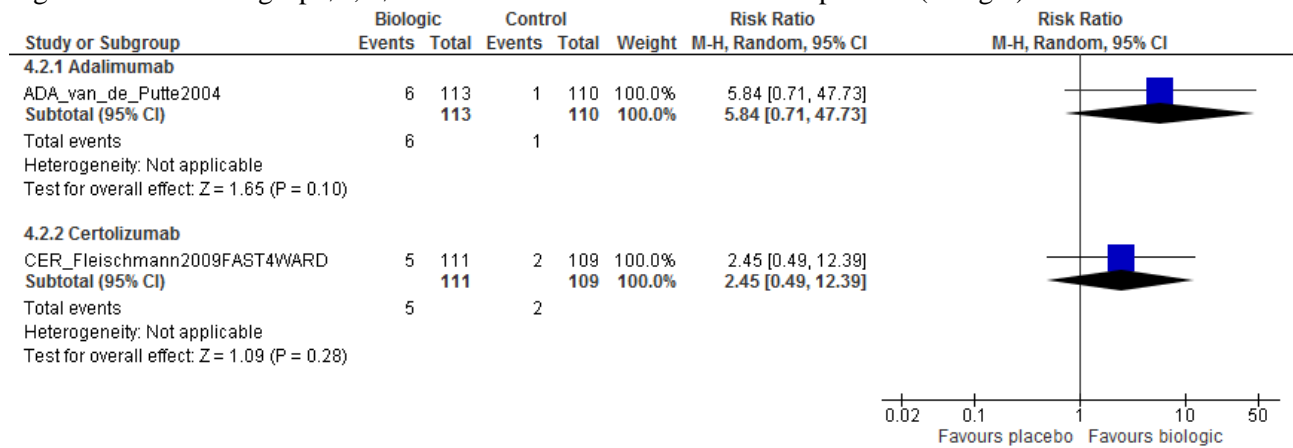 Biologic Control Risk Ratio Risk Ratio
Study or Subgroup Events Total Events Total Weight M-H, Random, 95% CI M-H, Random, 95% CI
4.2.1 Adalimumab
ADA_van_de_Putte2004 6 113 1 110 100.0% 5.84 [0.71, 47.73]
Subtotal (95% CI) 113 110 100.0% 5.84 [0.71, 47.73]
Total events 6 1
Heterogeneity: Not applicable
Test for overall effect: Z = 1.65 (P = 0.10)
4.2.2 Certolizumab
CER_Fleischmann2009FAST4WARD 5 111 2 109 100.0% 2.45 [0.49, 12.39]
Subtotal (95% CI) 111 109 100.0% 2.45 [0.49, 12.39]
Total events 5 2
Heterogeneity: Not applicable
Test for overall effect: Z = 1.09 (P = 0.28)
0.02 0.1 1 10 50
Favours placebo Favours biologic